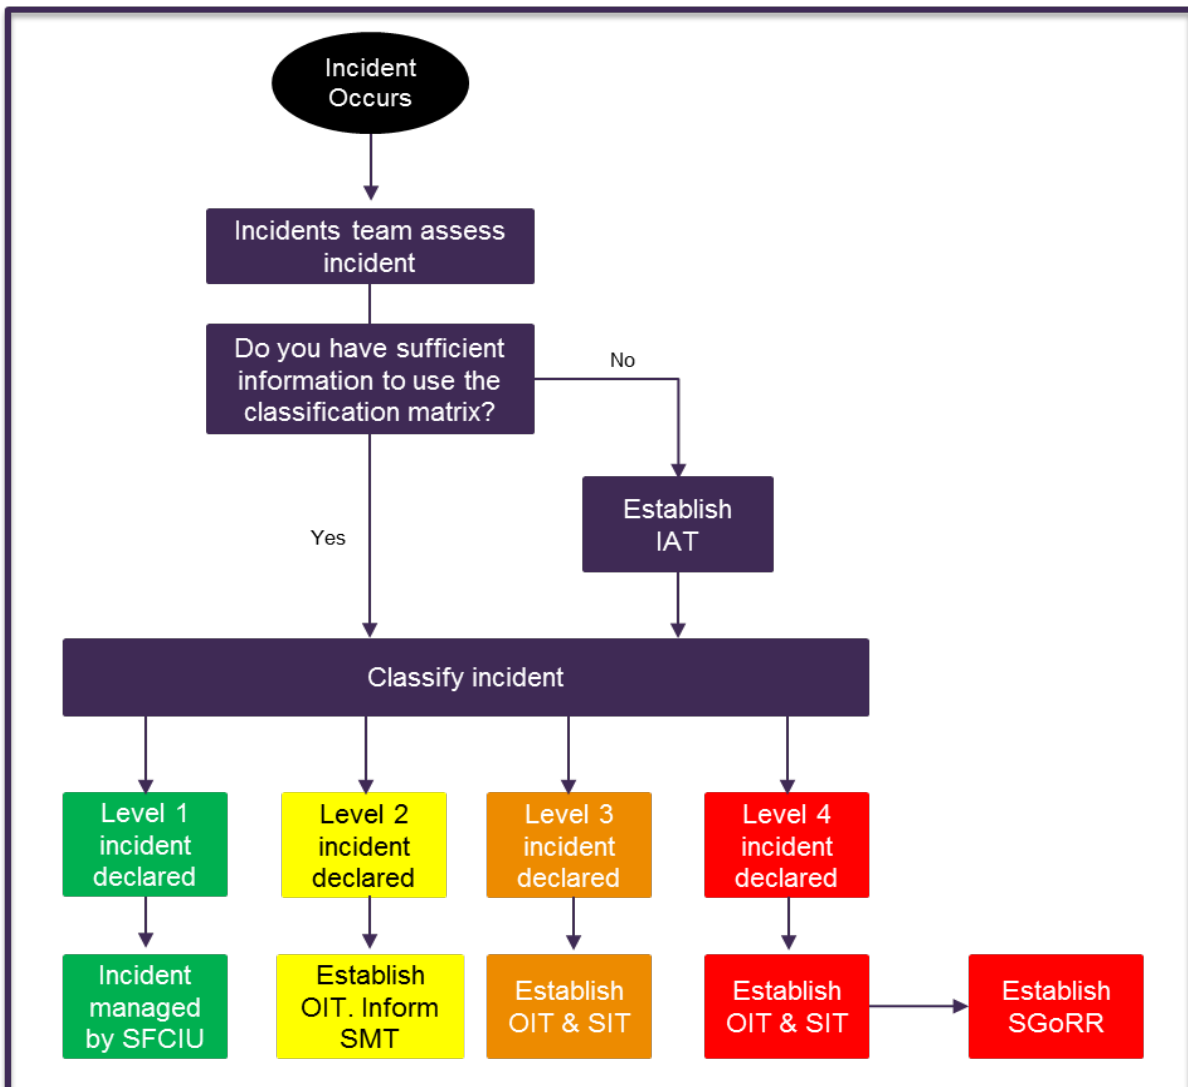 Incident
Occurs
Incidents team assess
incident
Do you have sufficient
information to use the
classification matrix?
No
Establish
IAT
Yes
Classify incident
Level 1
incident
declared
Level 2
incident
declared
Level 3
incident
declared
Level 4
incident
declared
Incident
managed
by SFCIU
Establish
OIT. Inform
SMT
Establish
OIT & SIT
Establish
OIT & SIT
Establish
SGoRR